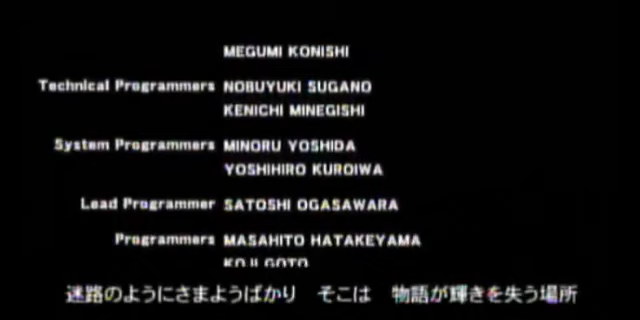 MEGUMI KONISHI
Technical Programmers NOBUYUKI SUGANO
KENICHI MINEGISHI
System Programmers MINORU YOSHIDA
YOSHIHIRO KUROIWA
Lead Programmer SATOSHI OGASAWARA
Programmers MASAHITO HATAKEYAMA
KOJI GOTO
迷路のようにさまようばかり そこは 物語が輝きを失う場所